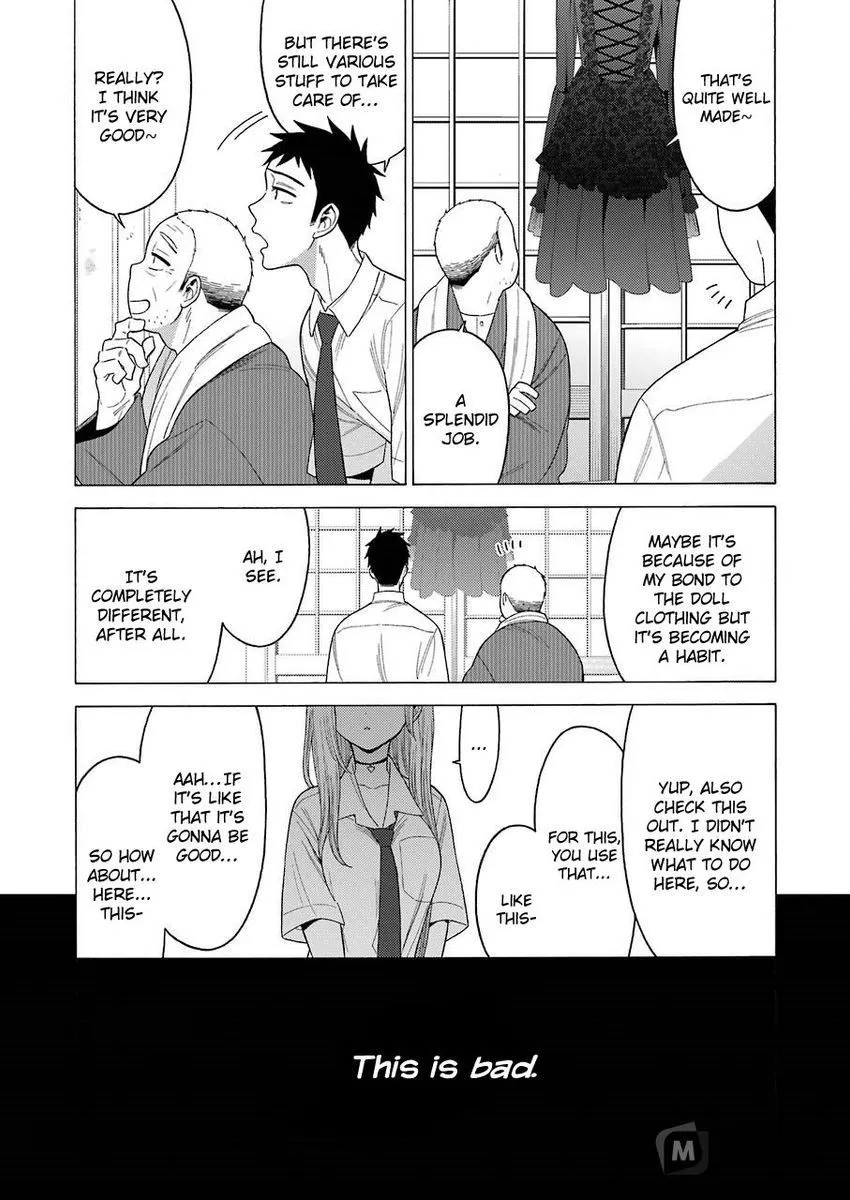 THAT'S
QUITE WELL
MADE~
A
SPLENDID
JOB.
BUT THERE'S
STILL VARIOUS
STUFF TO TAKE
CARE OF...
REALLY?
I THINK
IT'S VERY
GOOD~
MAYBE IT'S
BECAUSE OF
MY BOND TO
THE DOLL
CLOTHING BUT
IT'S BECOMING
A HABIT.
AH, I
SEE.
IT'S
COMPLETELY
DIFFERENT,
AFTER ALL.
YUP, ALSO
CHECK THIS
OUT. I DIDN'T
REALLY KNOW
WHAT TO DO
HERE, SO...
FOR THIS,
YOU USE
THAT...
LIKE
THIS-
...
AAH...IF
IT'S LIKE
THAT IT'S
GONNA BE
GOOD...
SO HOW
ABOUT...
HERE...
THIS-
This is bad.
M